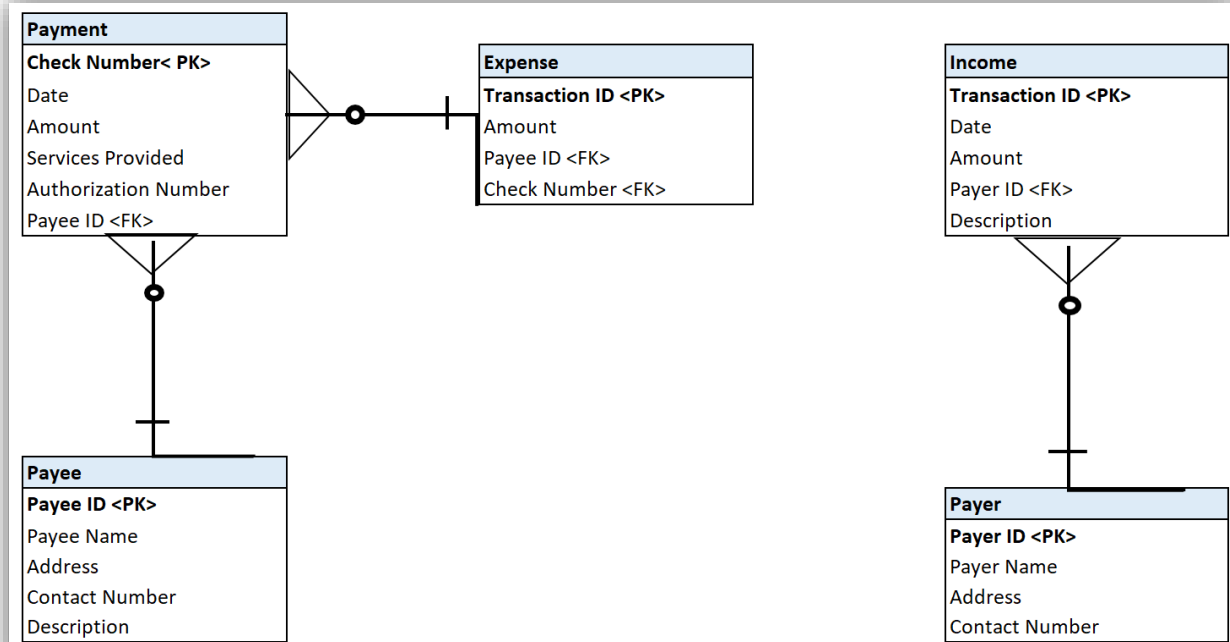 Payment
Check Number< PK>
Date
Amount
Services Provided
Authorization Number
Payee ID <FK>
Expense
Transaction ID <PK>
Amount
Payee ID <FK>
Check Number <FK>
Income
Transaction ID <PK>
Date
Amount
Payer ID <FK>
Description
Payee
Payee ID <PK>
Payee Name
Address
Contact Number
Description
Payer
Payer ID <PK>
Payer Name
Address
Contact Number